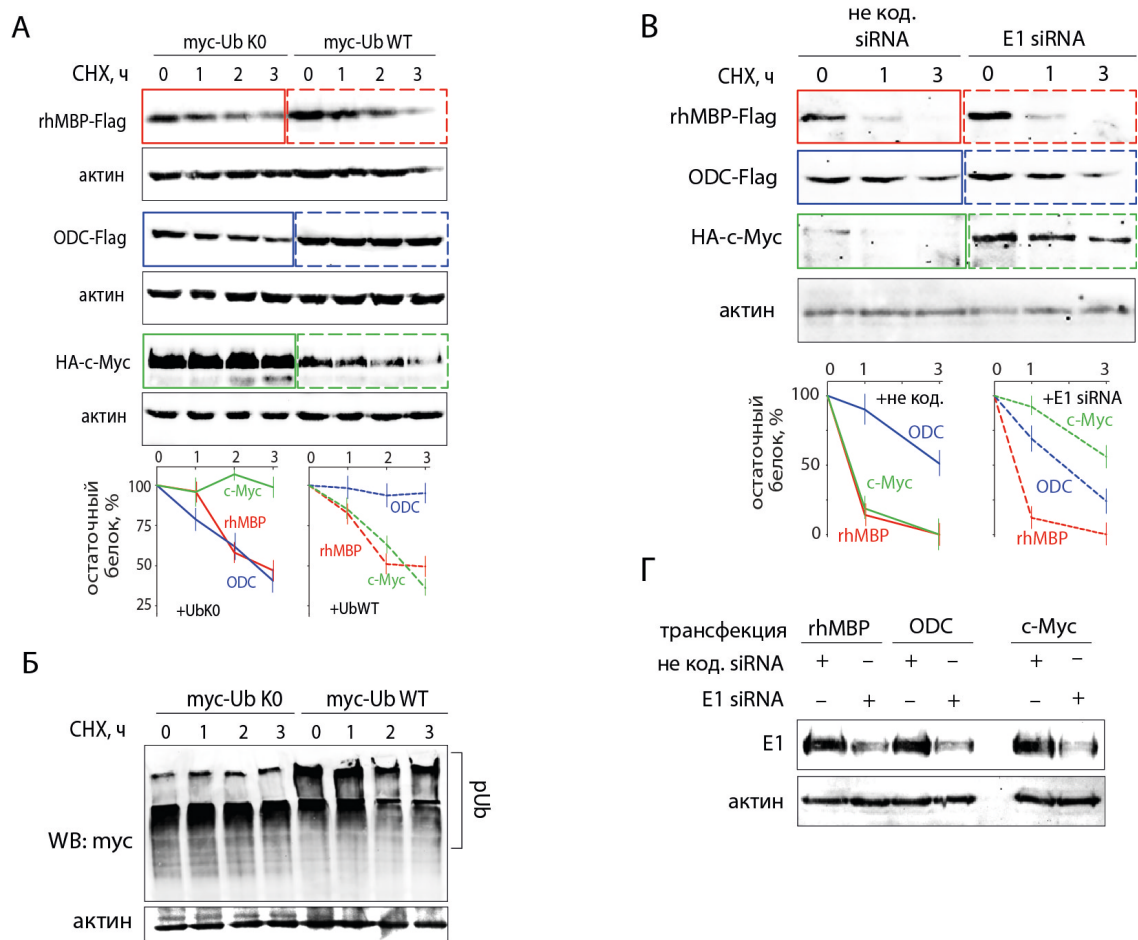 А
myc-Ub K0 myc-Ub WT
CHX, ч 0 1 2 3 0 1 2 3
rhMBP-Flag
актин
ODC-Flag
актин
HA-c-Myc
актин
0 1 2 3 0 1 2 3
остаточный
белок, %
100
75
50
25
c-Myc
rhMBP
ODC
+UbK0
ODC
rhMBP
c-Myc
+UbWT
Б
myc-Ub K0 myc-Ub WT
CHX, ч 0 1 2 3 0 1 2 3
WB: myc
pUb
актин
В
не код.
siRNA E1 siRNA
CHX, ч 0 1 3 0 1 3
rhMBP-Flag
ODC-Flag
HA-c-Myc
актин
0 1 3 0 1 3
остаточный
белок, %
100
50
0
+не код.
ODC
c-Myc
rhMBP
+E1 siRNA
c-Myc
ODC
rhMBP
Г
трансфекция rhMBP ODC c-Myc
не код. siRNA + – + – + –
E1 siRNA – + – + – +
E1
актин